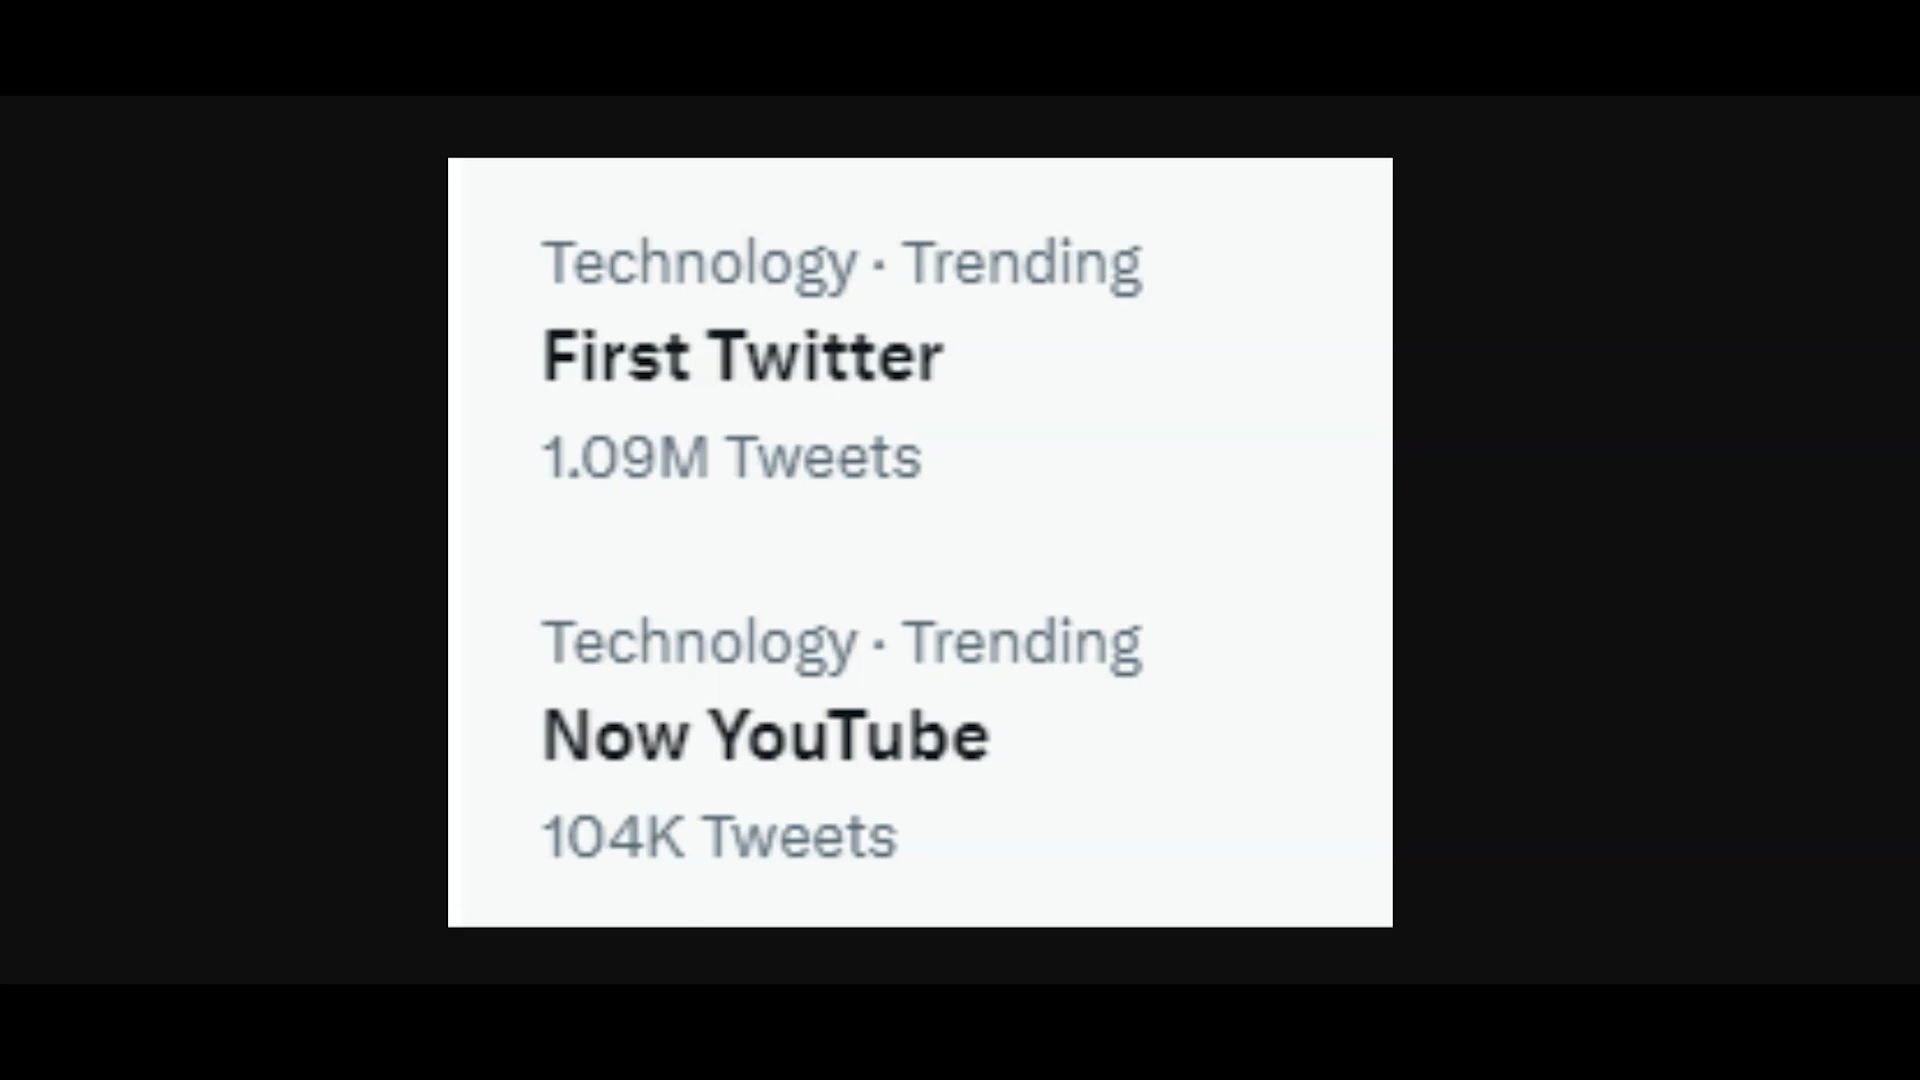 Technology · Trending
First Twitter
1.09M Tweets
Technology · Trending
Now YouTube
104K Tweets